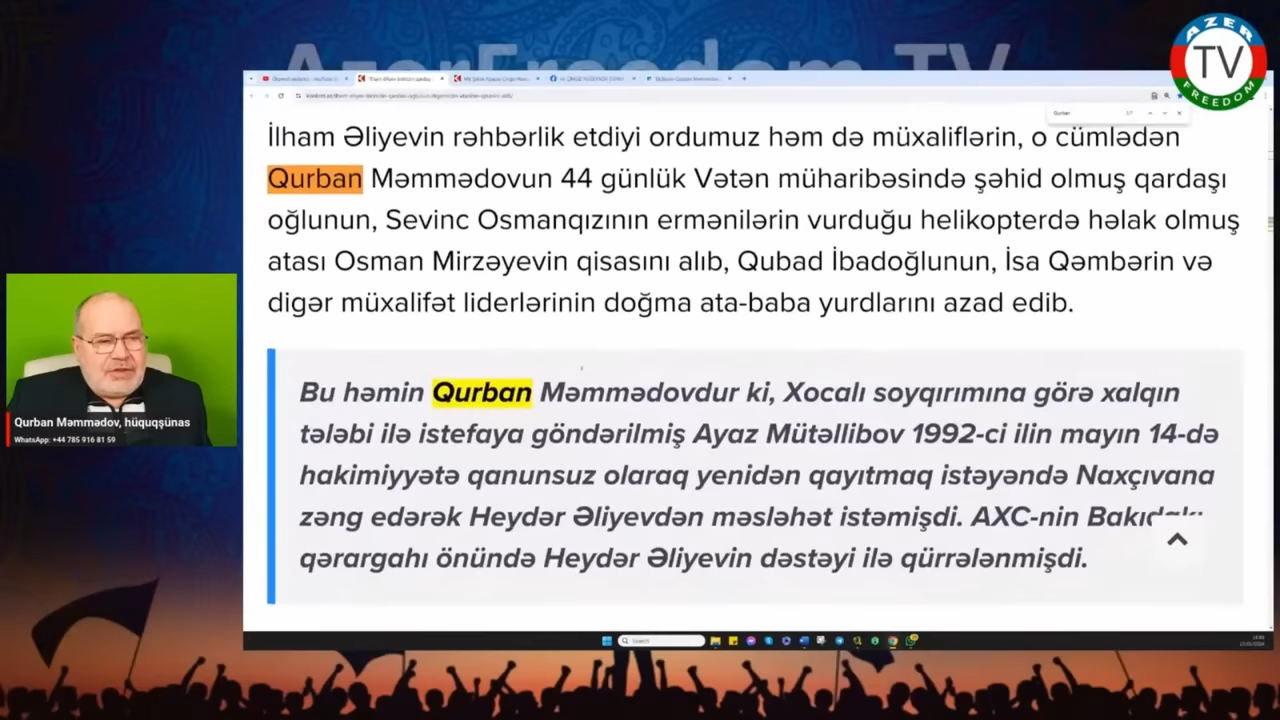 AzerFreedom TV
AZER
TV
FREEDOM
Qurban
İlham Əliyevin rəhbərlik etdiyi ordumuz həm də müxaliflərin, o cümlədən
Qurban Məmmədovun 44 günlük Vətən müharibəsində şəhid olmuş qardaşı
oğlunun, Sevinc Osmanqızının ermənilərin vurduğu helikopterdə həlak olmuş
atası Osman Mirzəyevin qisasını alıb, Qubad İbadoğlunun, İsa Qəmbərin və
digər müxalifət liderlərinin doğma ata-baba yurdlarını azad edib.
Bu həmin Qurban Məmmədovdur ki, Xocalı soyqırımına görə xalqın
tələbi ilə istefaya göndərilmiş Ayaz Mütəllibov 1992-ci ilin mayın 14-də
hakimiyyətə qanunsuz olaraq yenidən qayıtmaq istəyəndə Naxçıvana
zəng edərək Heydər Əliyevdən məsləhət istəmişdi. AXC-nin Bakıdakı
qərargahı önündə Heydər Əliyevin dəstəyi ilə qürrələnmişdi.
Qurban Məmmədov, hüquqşünas
WhatsApp: +44 785 916 81 59
Search